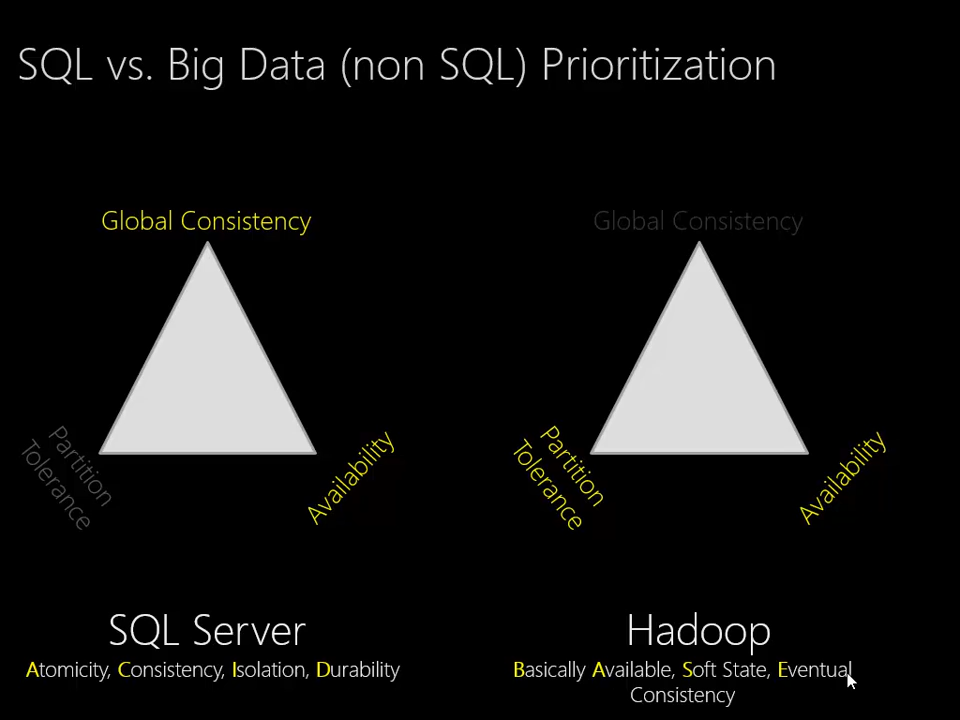 SQL vs. Big Data (non SQL) Prioritization
Global Consistency
Partition
Tolerance
Availability
SQL Server
Atomicity, Consistency, Isolation, Durability
Global Consistency
Partition
Tolerance
Availability
Hadoop
Basically Available, Soft State, Eventual
Consistency